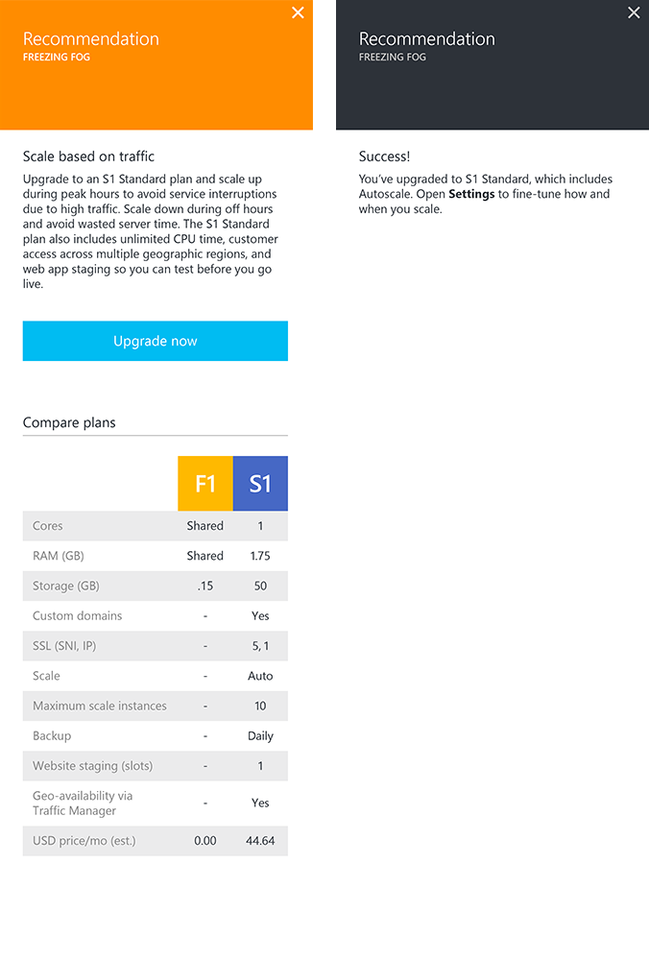 Recommendation
FREEZING FOG
Scale based on traffic
Upgrade to an S1 Standard plan and scale up
during peak hours to avoid service interruptions
due to high traffic. Scale down during off hours
and avoid wasted server time. The S1 Standard
plan also includes unlimited CPU time, customer
access across multiple geographic regions, and
web app staging so you can test before you go
live.
Upgrade now
Compare plans
F1 S1
Cores Shared 1
RAM (GB) Shared 1.75
Storage (GB) .15 50
Custom domains - Yes
SSL (SNI, IP) - 5, 1
Scale - Auto
Maximum scale instances - 10
Backup - Daily
Website staging (slots) - 1
Geo-availability via
Traffic Manager - Yes
USD price/mo (est.) 0.00 44.64
Recommendation
FREEZING FOG
Success!
You’ve upgraded to S1 Standard, which includes
Autoscale. Open Settings to fine-tune how and
when you scale.